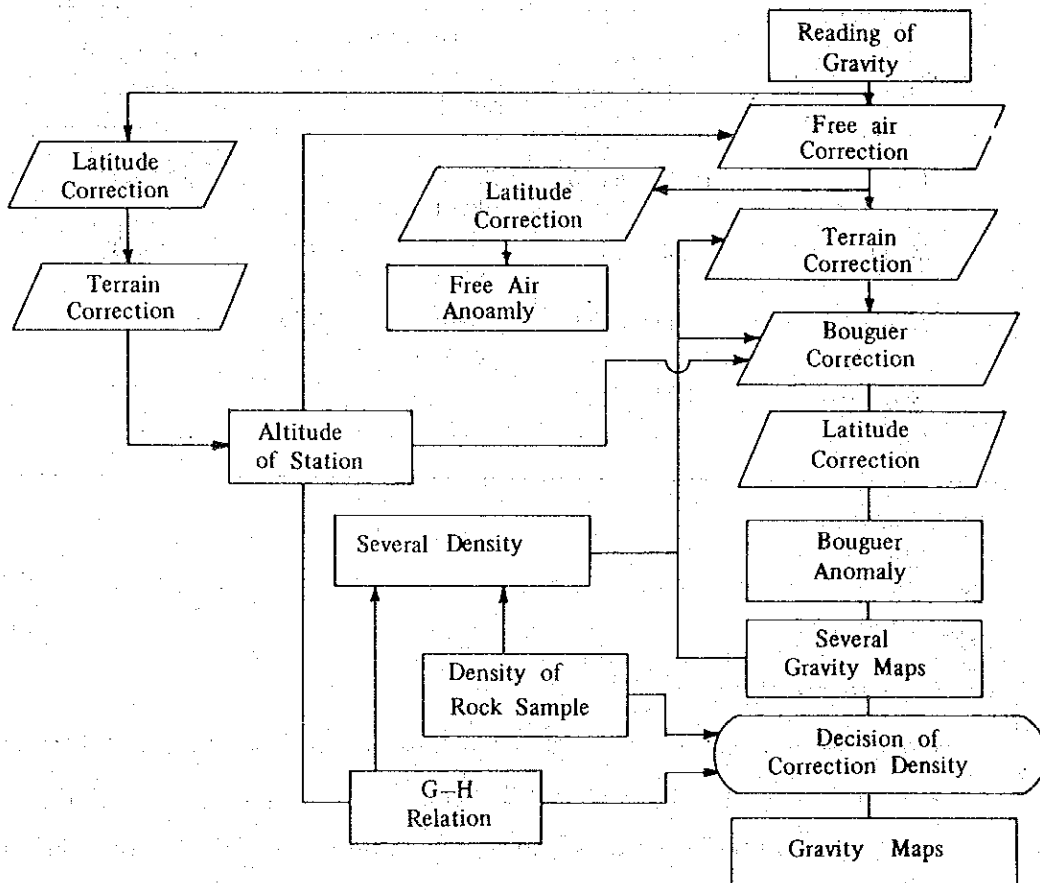 Reading of
Gravity
Free air
Correction
Latitude
Correction
Latitude
Correction
Terrain
Correction
Terrain
Correction
Free Air
Anoamly
Bouguer
Correction
Altitude
of Station
Latitude
Correction
Several Density
Bouguer
Anomaly
Several
Gravity Maps
Density of
Rock Sample
Decision of
Correction Density
G-H
Relation
Gravity Maps